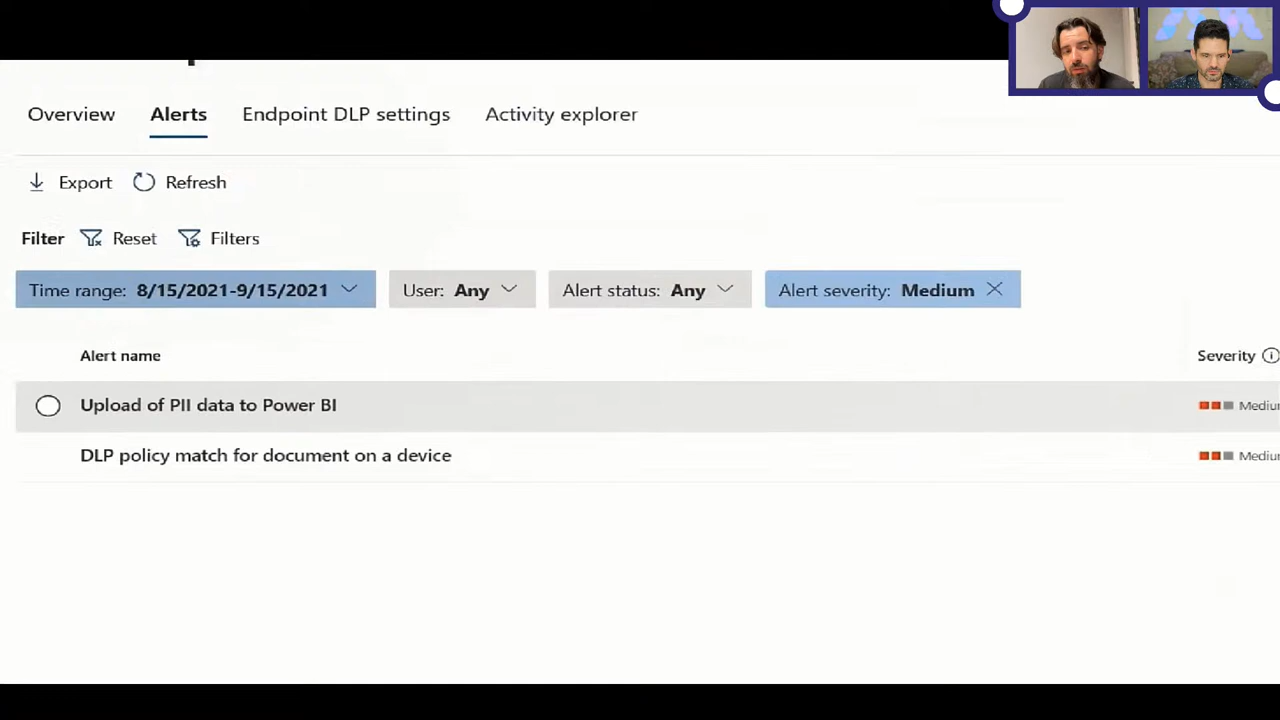 Overview Alerts Endpoint DLP settings Activity explorer
Export Refresh
Filter Reset Filters
Time range: 8/15/2021-9/15/2021 User: Any Alert status: Any Alert severity: Medium
Alert name Severity
Upload of PII data to Power BI
DLP policy match for document on a device